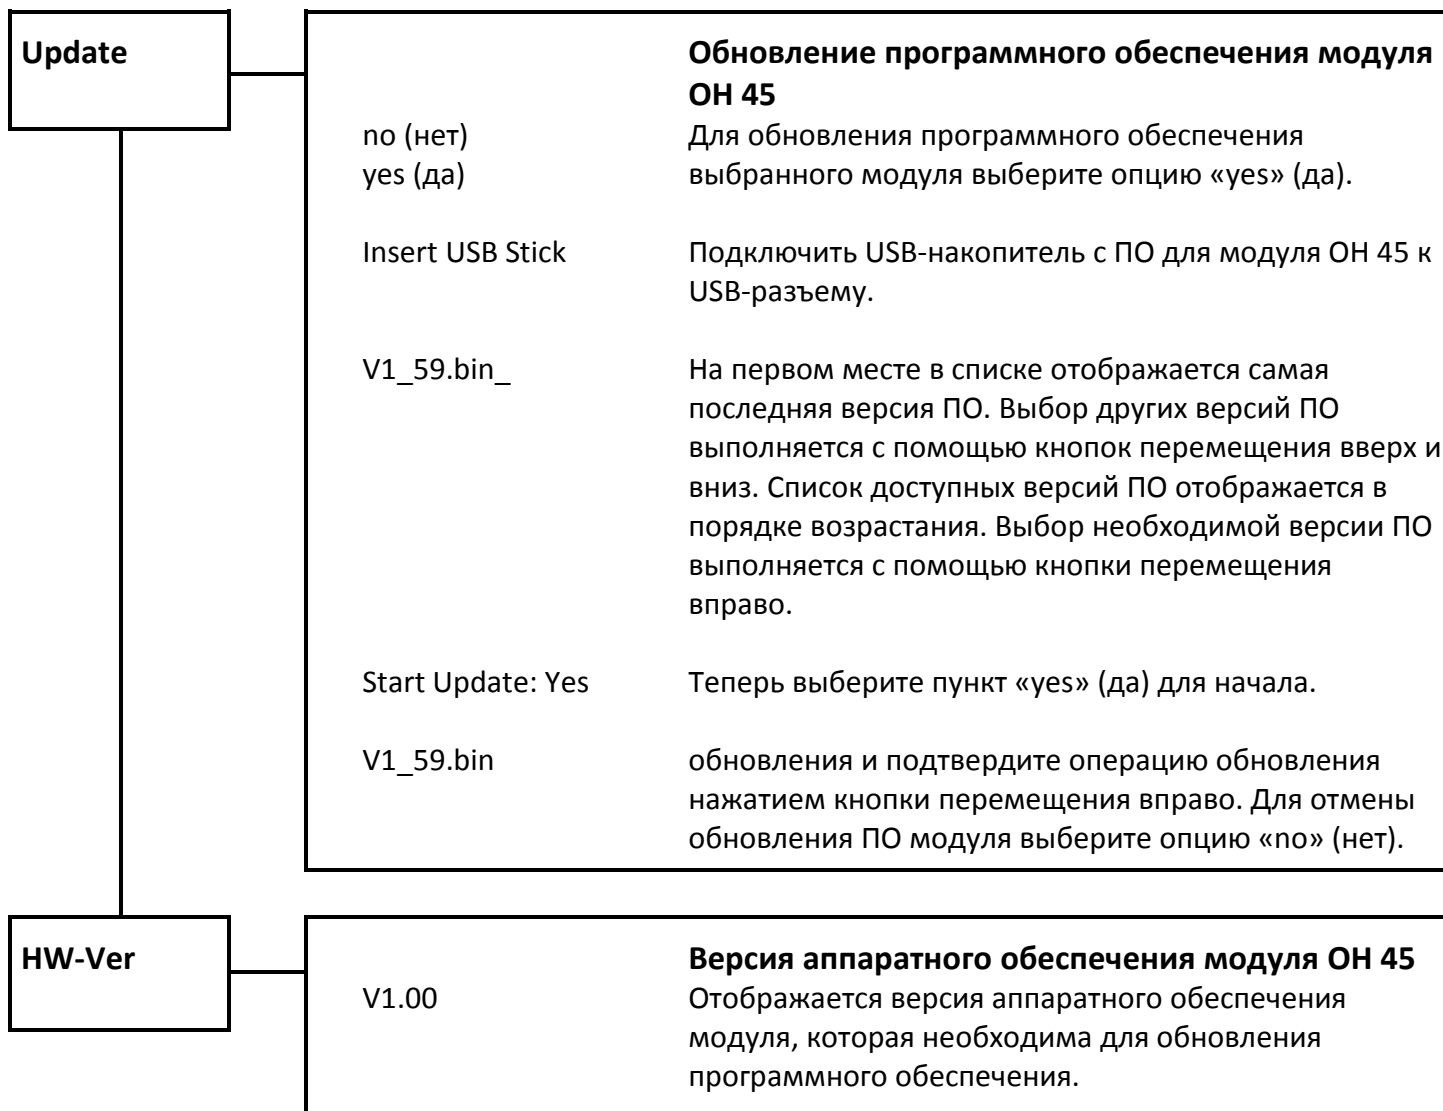 Update
Обновление программного обеспечения модуля
ОН 45
no (нет)
Для обновления программного обеспечения
yes (да)
выбранного модуля выберите опцию «yes» (да).
Insert USB Stick
Подключить USB-накопитель с ПО для модуля ОН 45 к
USB-разъему.
V1_59.bin_
На первом месте в списке отображается самая
последняя версия ПО. Выбор других версий ПО
выполняется с помощью кнопок перемещения вверх и
вниз. Список доступных версий ПО отображается в
порядке возрастания. Выбор необходимой версии ПО
выполняется с помощью кнопки перемещения
вправо.
Start Update: Yes
Теперь выберите пункт «yes» (да) для начала.
V1_59.bin
обновления и подтвердите операцию обновления
нажатием кнопки перемещения вправо. Для отмены
обновления ПО модуля выберите опцию «no» (нет).
HW-Ver
Версия аппаратного обеспечения модуля ОН 45
V1.00
Отображается версия аппаратного обеспечения
модуля, которая необходима для обновления
программного обеспечения.